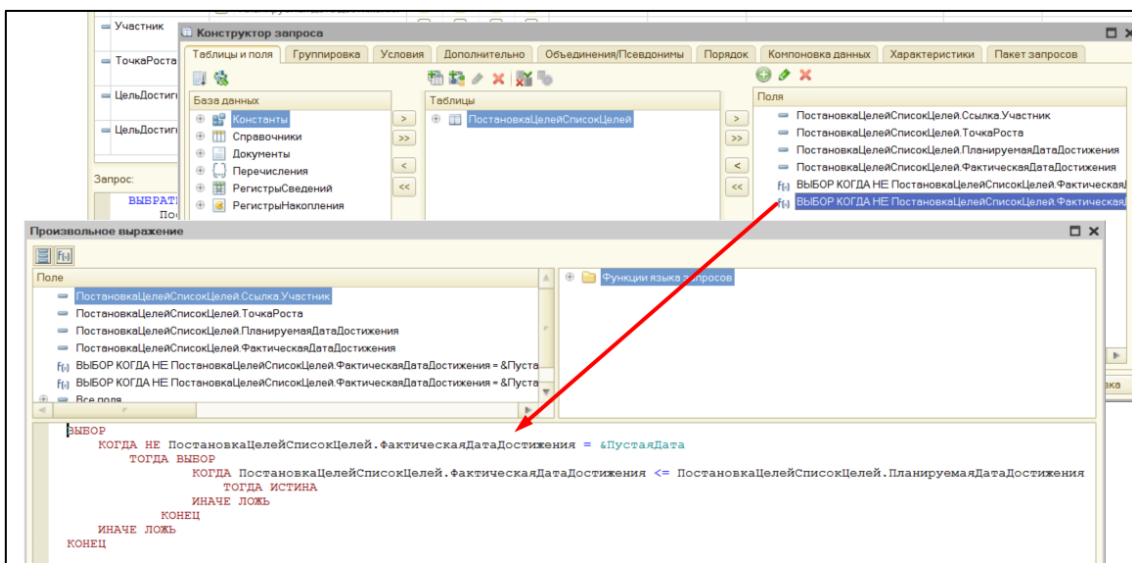 Участник
Конструктор запроса
ТочкаРоста
Таблицы и поля Группировка Условия Дополнительно Объединения/Псевдонимы Порядок Компоновка данных Характеристики Пакет запросов
База данных
Таблицы
Поля
Константы
Справочники
Документы
Перечисления
РегистрыСведений
РегистрыНакопления
ПостановкаЦелейСписокЦелей
ПостановкаЦелейСписокЦелей.Ссылка.Участник
ПостановкаЦелейСписокЦелей.ТочкаРоста
ПостановкаЦелейСписокЦелей.ПланируемаяДатаДостижения
ПостановкаЦелейСписокЦелей.ФактическаяДатаДостижения
ВЫБОР КОГДА НЕ ПостановкаЦелейСписокЦелей.Фактическая
ВЫБОР КОГДА НЕ ПостановкаЦелейСписокЦелей.Фактическая
ЦельДостиг
ЦельДостиг
Запрос:
ВЫБРАТ
По
Произвольное выражение
Поле
ПостановкаЦелейСписокЦелей.Ссылка.Участник
ПостановкаЦелейСписокЦелей.ТочкаРоста
ПостановкаЦелейСписокЦелей.ПланируемаяДатаДостижения
ПостановкаЦелейСписокЦелей.ФактическаяДатаДостижения
ВЫБОР КОГДА НЕ ПостановкаЦелейСписокЦелей.ФактическаяДатаДостижения = &Пуста
ВЫБОР КОГДА НЕ ПостановкаЦелейСписокЦелей.ФактическаяДатаДостижения = &Пуста
Все поля
Функции языка запросов
ВЫБОР
КОГДА НЕ ПостановкаЦелейСписокЦелей.ФактическаяДатаДостижения = &ПустаяДата
ТОГДА ВЫБОР
КОГДА ПостановкаЦелейСписокЦелей.ФактическаяДатаДостижения <= ПостановкаЦелейСписокЦелей.ПланируемаяДатаДостижения
ТОГДА ИСТИНА
ИНАЧЕ ЛОЖЬ
КОНЕЦ
ИНАЧЕ ЛОЖЬ
КОНЕЦ